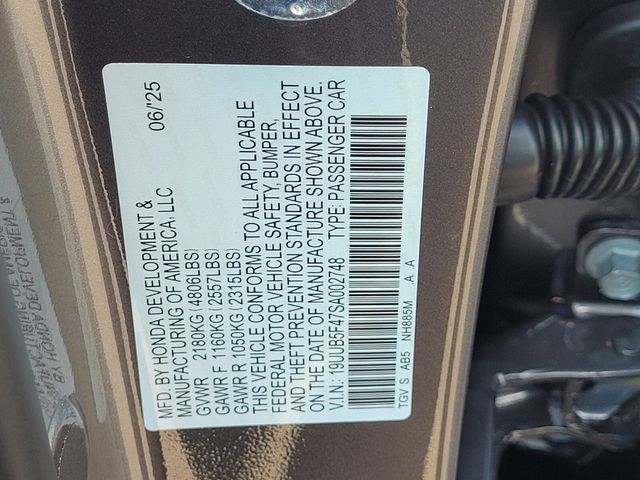 MFD. BY HONDA DEVELOPMENT & 06/'25
MANUFACTURING OF AMERICA, LLC
GVWR 2180KG (4806LBS)
GAWR F 1160KG (2557LBS)
GAWR R 1050KG (2315LBS)
THIS VEHICLE CONFORMS TO ALL APPLICABLE
FEDERAL MOTOR VEHICLE SAFETY, BUMPER,
AND THEFT PREVENTION STANDARDS IN EFFECT
ON THE DATE OF MANUFACTURE SHOWN ABOVE.
V.I.N.: 19UUB5F47SA002748 TYPE: PASSENGER CAR
TGV S AB5 NH885M .A .A